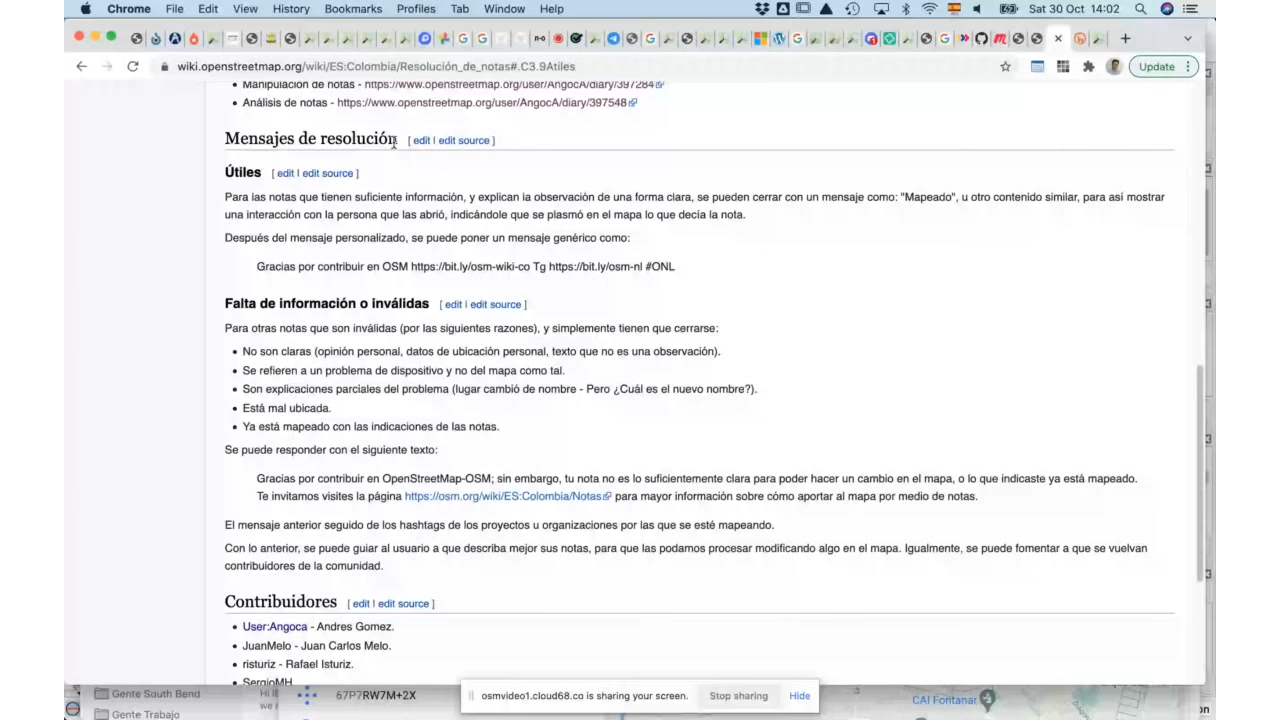 Chrome File Edit View History Bookmarks Profiles Tab Window Help Sat 30 Oct 14:02
wiki.openstreetmap.org/wiki/ES:Colombia/Resolución_de_notas#.C3.9Atiles Update
Manipulación de notas - https://www.openstreetmap.org/user/AngocA/diary/397284
Análisis de notas - https://www.openstreetmap.org/user/AngocA/diary/397548
Mensajes de resolución [ edit | edit source ]
Útiles [ edit | edit source ]
Para las notas que tienen suficiente información, y explican la observación de una forma clara, se pueden cerrar con un mensaje como: "Mapeado", u otro contenido similar, para así mostrar
una interacción con la persona que las abrió, indicándole que se plasmó en el mapa lo que decía la nota.
Después del mensaje personalizado, se puede poner un mensaje genérico como:
Gracias por contribuir en OSM https://bit.ly/osm-wiki-co Tg https://bit.ly/osm-nl #ONL
Falta de información o inválidas [ edit | edit source ]
Para otras notas que son inválidas (por las siguientes razones), y simplemente tienen que cerrarse:
• No son claras (opinión personal, datos de ubicación personal, texto que no es una observación).
• Se refieren a un problema de dispositivo y no del mapa como tal.
• Son explicaciones parciales del problema (lugar cambió de nombre - Pero ¿Cuál es el nuevo nombre?).
• Está mal ubicada.
• Ya está mapeado con las indicaciones de las notas.
Se puede responder con el siguiente texto:
Gracias por contribuir en OpenStreetMap-OSM; sin embargo, tu nota no es lo suficientemente clara para poder hacer un cambio en el mapa, o lo que indicaste ya está mapeado.
Te invitamos visites la página https://osm.org/wiki/ES:Colombia/Notas para mayor información sobre cómo aportar al mapa por medio de notas.
El mensaje anterior seguido de los hashtags de los proyectos u organizaciones por las que se esté mapeando.
Con lo anterior, se puede guiar al usuario a que describa mejor sus notas, para que las podamos procesar modificando algo en el mapa. Igualmente, se puede fomentar a que se vuelvan
contribuidores de la comunidad.
Contribuidores [ edit | edit source ]
• User:Angoca - Andres Gomez.
• JuanMelo - Juan Carlos Melo.
• risturiz - Rafael Isturiz.
• SergioMH
Gente South Bend 67P7RW7M+2X osmvideo1.cloud68.co is sharing your screen. Stop sharing Hide CAI Fontanar
Gente Trabajo